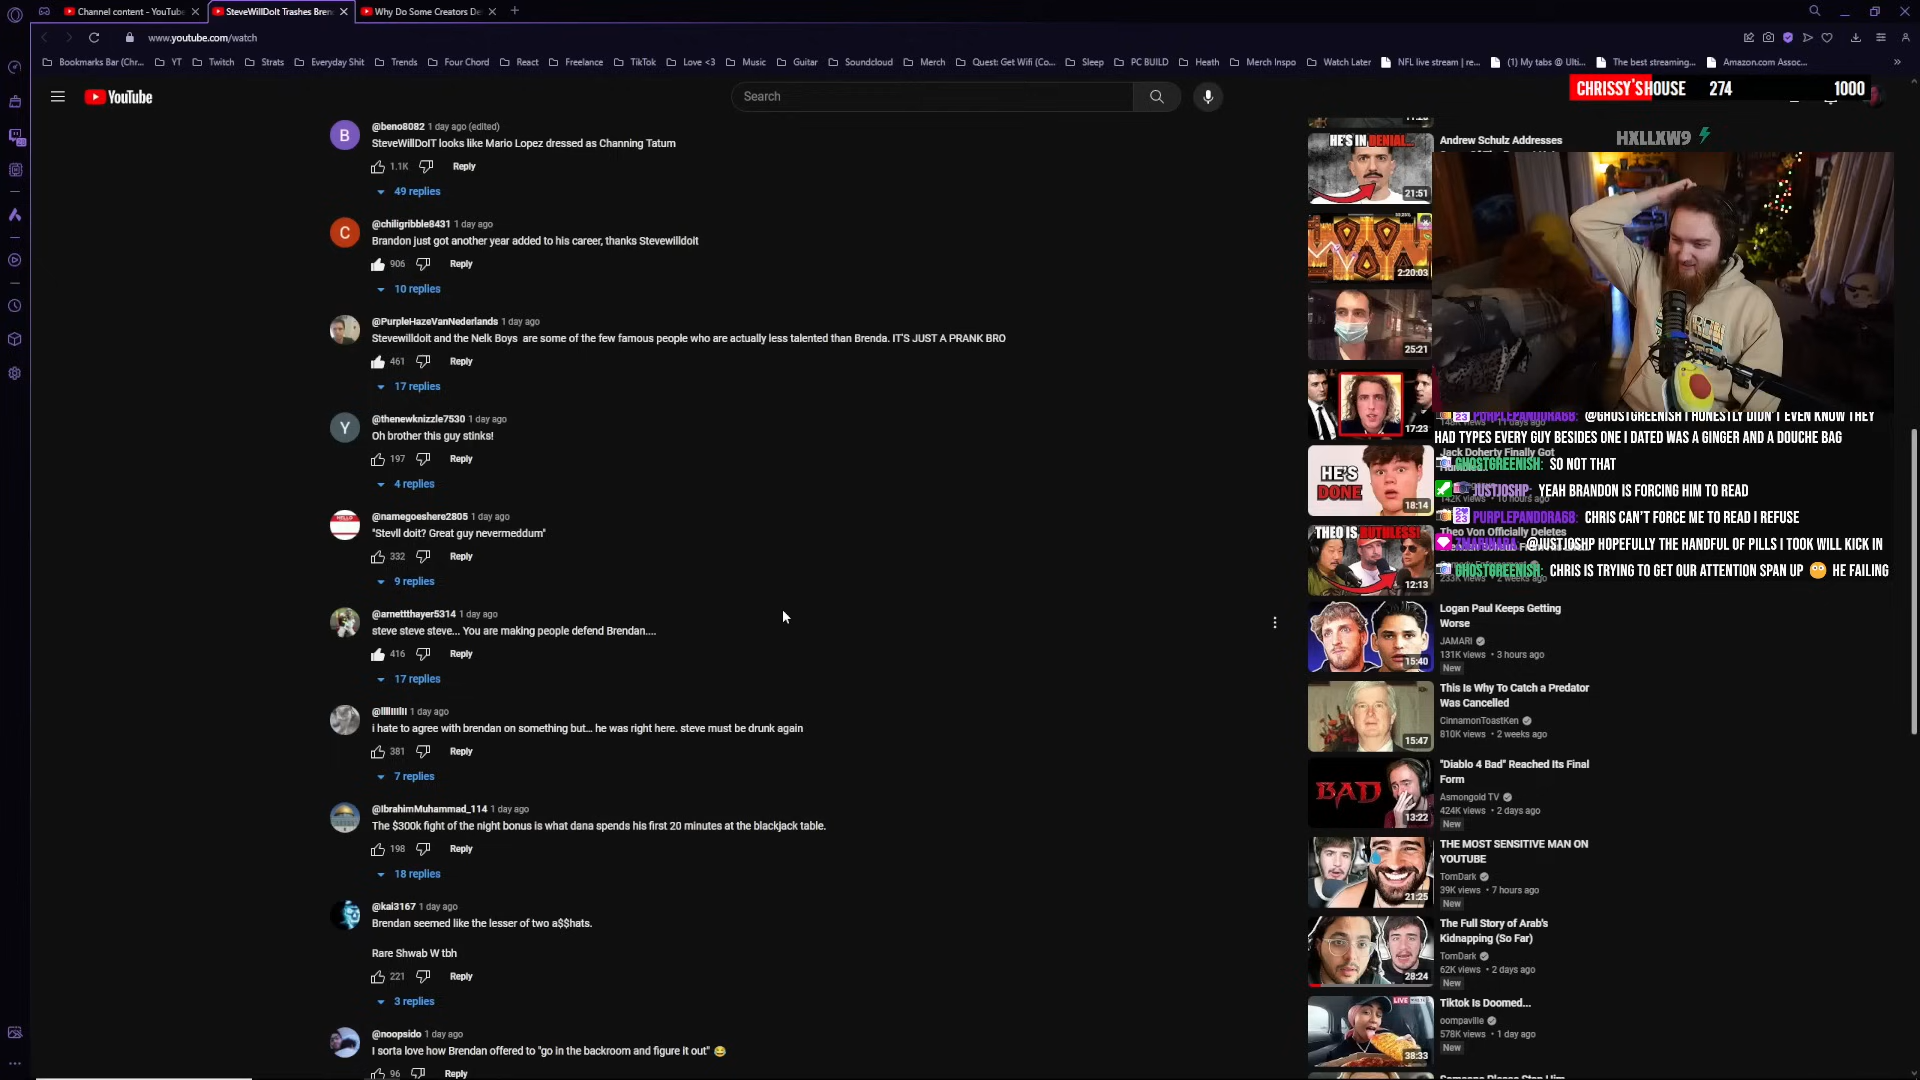 Channel content - YouTube
SteveWillDoIt Trashes Bren
Why Do Some Creators De
www.youtube.com/watch
Bookmarks Bar (Chr...
YT
Twitch
Strats
Everyday Shit
Trends
Four Chord
React
Freelance
TikTok
Love <3
Music
Guitar
Soundcloud
Merch
Quest: Get Wifi (Co...
Sleep
PC BUILD
Heath
Merch Inspo
Watch Later
NFL live stream | re...
(1) My tabs @ Ulti...
The best streaming...
Amazon.com Assoc...
YouTube
Search
CHRISSY'S HOUSE 274 1000
HXLLXW9
@beno8082 1 day ago (edited)
SteveWillDoIT looks like Mario Lopez dressed as Channing Tatum
1.1K Reply
49 replies
@chiligribble8431 1 day ago
Brandon just got another year added to his career, thanks Stevewilldoit
906 Reply
10 replies
@PurpleHazeVanNederlands 1 day ago
Stevewilldoit and the Nelk Boys are some of the few famous people who are actually less talented than Brenda. IT'S JUST A PRANK BRO
461 Reply
17 replies
@thenewknizzle7530 1 day ago
Oh brother this guy stinks!
197 Reply
4 replies
@namegoeshere2805 1 day ago
"Stevll doit? Great guy nevermeddum"
332 Reply
9 replies
@arnettthayer5314 1 day ago
steve steve steve... You are making people defend Brendan....
416 Reply
17 replies
1 day ago
i hate to agree with brendan on something but... he was right here. steve must be drunk again
381 Reply
7 replies
@IbrahimMuhammad_114 1 day ago
The $300k fight of the night bonus is what dana spends his first 20 minutes at the blackjack table.
198 Reply
18 replies
@kai3167 1 day ago
Brendan seemed like the lesser of two a$$hats.
Rare Shwab W tbh
221 Reply
3 replies
@noopsido 1 day ago
I sorta love how Brendan offered to "go in the backroom and figure it out" 😂
96 Reply
HE'S IN DENIAL...
21:51
Andrew Schulz Addresses
2:20:03
25:21
17:23
PURPLEPANDORA68: @GHOSTGREENISH I HONESTLY DIDN'T EVEN KNOW THEY
HAD TYPES EVERY GUY BESIDES ONE I DATED WAS A GINGER AND A DOUCHE BAG
Jack Doherty Finally Got
GHOSTGREENISH: SO NOT THAT
JUSTJOSHP: YEAH BRANDON IS FORCING HIM TO READ
HE'S DONE
18:14
142K views • 10 hours ago
PURPLEPANDORA68: CHRIS CAN'T FORCE ME TO READ I REFUSE
Theo Von Officially Deletes
@JUSTJOSHP HOPEFULLY THE HANDFUL OF PILLS I TOOK WILL KICK IN
GHOSTGREENISH: CHRIS IS TRYING TO GET OUR ATTENTION SPAN UP 😳 HE FAILING
233K views • 2 weeks ago
THEO IS RUTHLESS!
12:13
Logan Paul Keeps Getting
Worse
JAMARI
131K views • 3 hours ago
New
15:40
This Is Why To Catch a Predator
Was Cancelled
CinnamonToastKen
810K views • 2 weeks ago
15:47
"Diablo 4 Bad" Reached Its Final
Form
Asmongold TV
424K views • 2 days ago
New
BAD
13:22
THE MOST SENSITIVE MAN ON
YOUTUBE
TomDark
39K views • 7 hours ago
New
21:25
The Full Story of Arab's
Kidnapping (So Far)
TomDark
62K views • 2 days ago
New
28:24
Tiktok Is Doomed...
oompaville
578K views • 1 day ago
New
LIVE
38:33